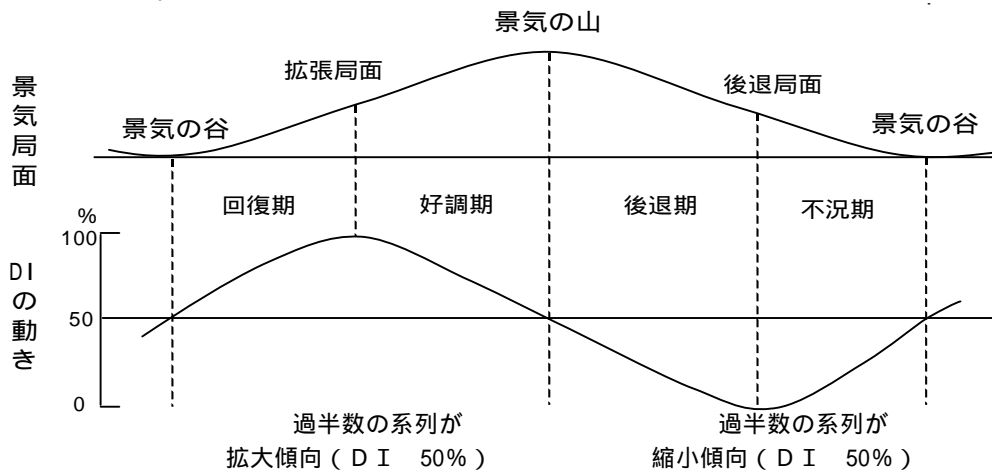 景気の山
拡張局面
後退局面
景気の谷
景気の谷
景気局面
回復期
好調期
後退期
不況期
%
100
50
0
DIの動き
過半数の系列が
拡大傾向(DI 50%)
過半数の系列が
縮小傾向(DI 50%)